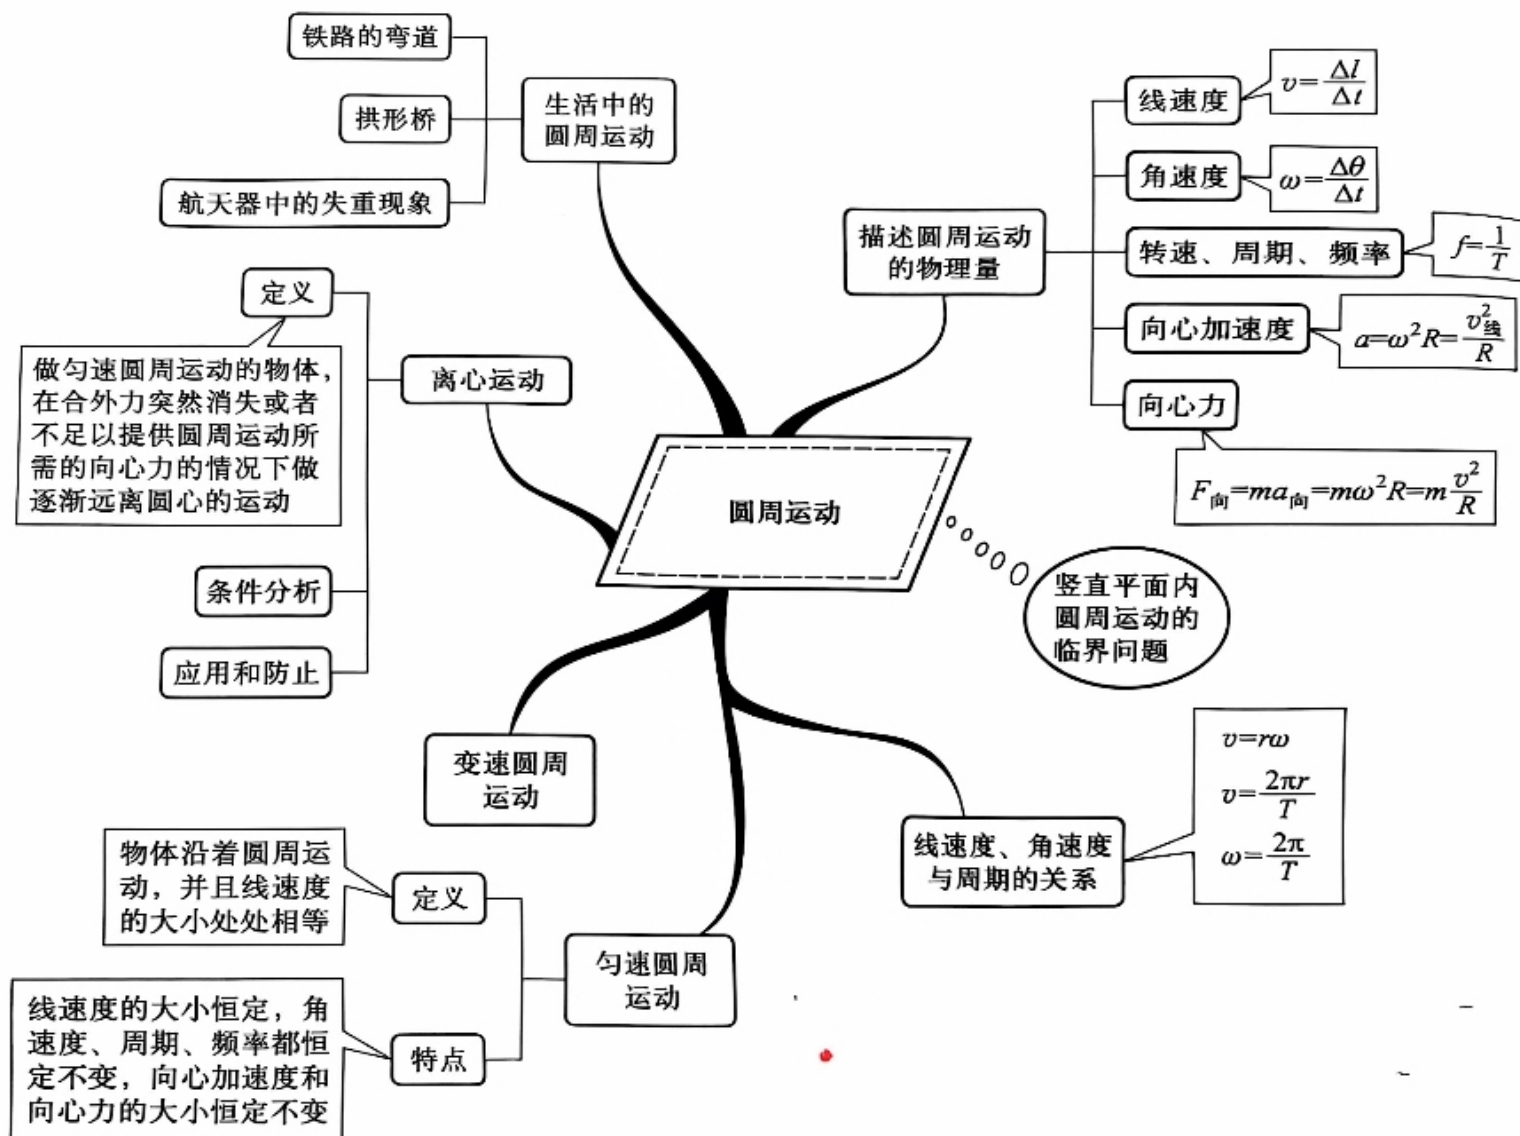 圆周运动
生活中的
圆周运动
铁路的弯道
拱形桥
航天器中的失重现象
描述圆周运动
的物理量
线速度
v=Δl/Δt
角速度
ω=Δθ/Δt
转速、周期、频率
f=1/T
向心加速度
a=ω²R=v²线/R
向心力
F向=ma向=mω²R=mv²/R
离心运动
定义
做匀速圆周运动的物体，
在合外力突然消失或者
不足以提供圆周运动所
需的向心力的情况下做
逐渐远离圆心的运动
条件分析
应用和防止
竖直平面内
圆周运动的
临界问题
变速圆周
运动
线速度、角速度
与周期的关系
v=rω
v=2πr/T
ω=2π/T
匀速圆周
运动
定义
物体沿着圆周运
动，并且线速度
的大小处处相等
特点
线速度的大小恒定，角
速度、周期、频率都恒
定不变，向心加速度和
向心力的大小恒定不变